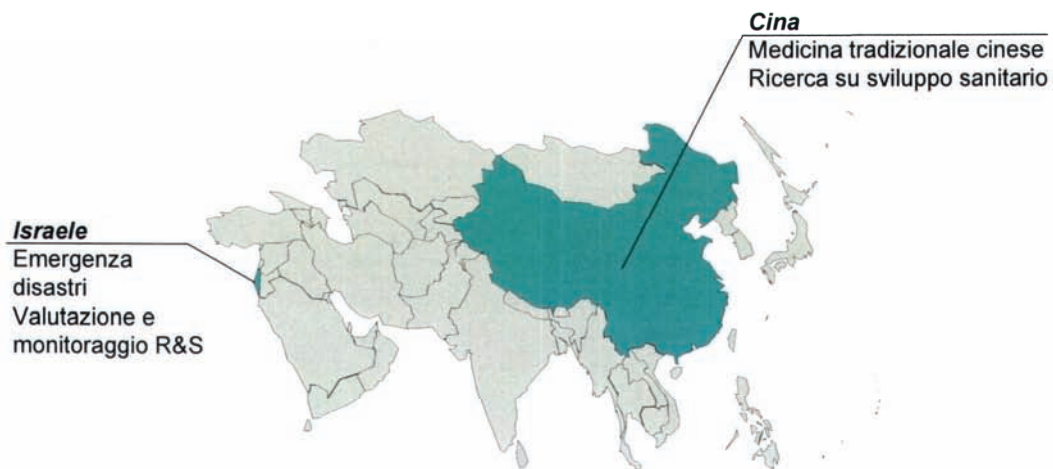 Cina
Medicina tradizionale cinese
Ricerca su sviluppo sanitario
Israele
Emergenza
disastri
Valutazione e
monitoraggio R&S